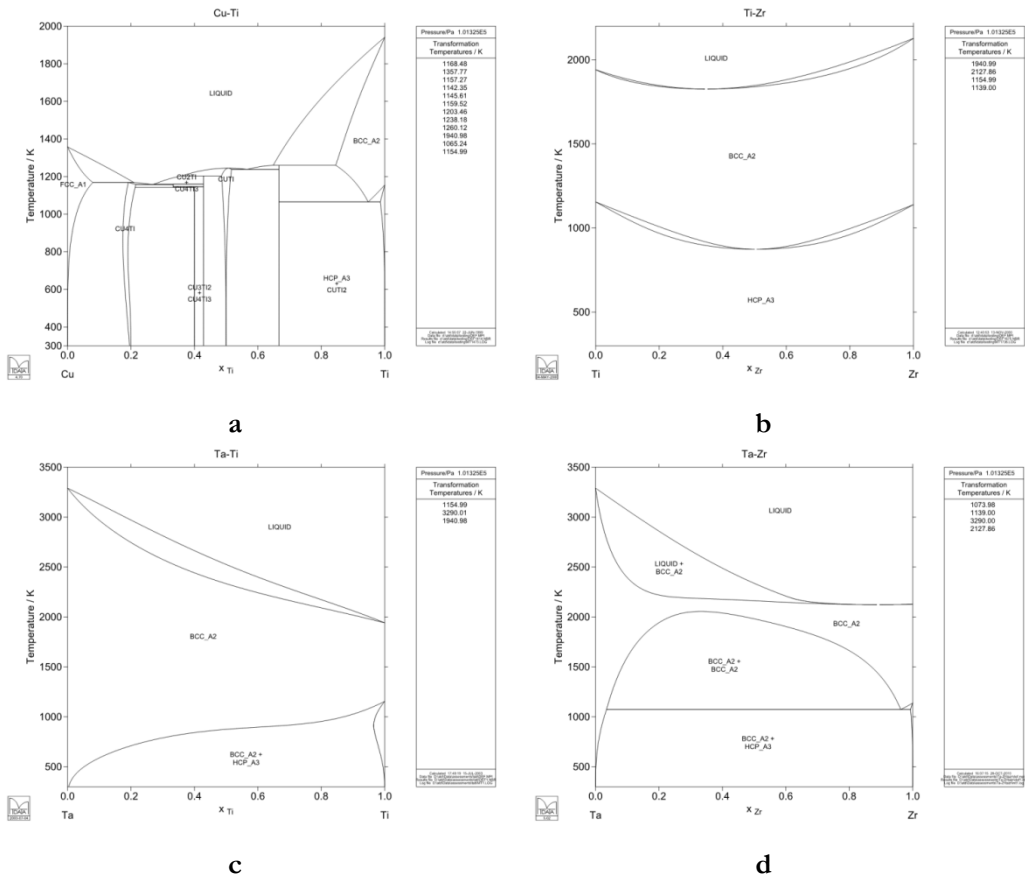 Cu-Ti
2000
1800
1600
1400
1200
1000
800
600
400
300
Temperature / K
LIQUID
BCC_A2
FCC_A1
CU2TI
CU4TI3
CUTI
CU4TI
CU3TI2
CU4TI3
HCP_A3
CUTI2
0.0 0.2 0.4 0.6 0.8 1.0
Cu x Ti Ti
Pressure/Pa 1.01325E5
Transformation
Temperatures / K
1168.48
1357.77
1157.27
1142.35
1145.61
1159.52
1203.46
1238.18
1260.12
1940.98
1065.24
1154.99
a
Ti-Zr
2000
1500
1000
500
Temperature / K
LIQUID
BCC_A2
HCP_A3
0.0 0.2 0.4 0.6 0.8 1.0
Ti x Zr Zr
Pressure/Pa 1.01325E5
Transformation
Temperatures / K
1940.99
2127.86
1154.99
1139.00
b
Ta-Ti
3500
3000
2500
2000
1500
1000
500
Temperature / K
LIQUID
BCC_A2
BCC_A2 +
HCP_A3
0.0 0.2 0.4 0.6 0.8 1.0
Ta x Ti Ti
Pressure/Pa 1.01325E5
Transformation
Temperatures / K
1154.99
3290.01
1940.98
c
Ta-Zr
3500
3000
2500
2000
1500
1000
500
Temperature / K
LIQUID
LIQUID +
BCC_A2
BCC_A2
BCC_A2 +
BCC_A2
BCC_A2 +
HCP_A3
0.0 0.2 0.4 0.6 0.8 1.0
Ta x Zr Zr
Pressure/Pa 1.01325E5
Transformation
Temperatures / K
1073.98
1139.00
3290.00
2127.86
d